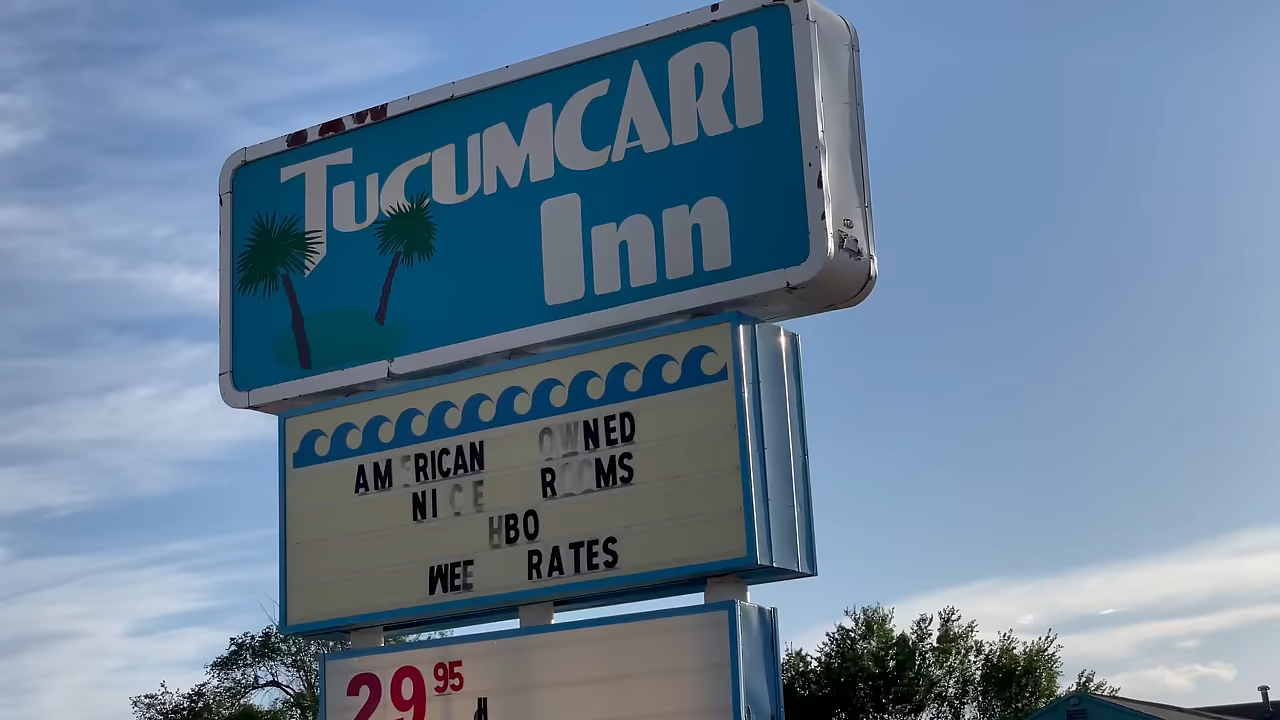 TUCUMCARI
Inn
AMERICAN OWNED
NICE ROOMS
HBO
WEE RATES
29 95